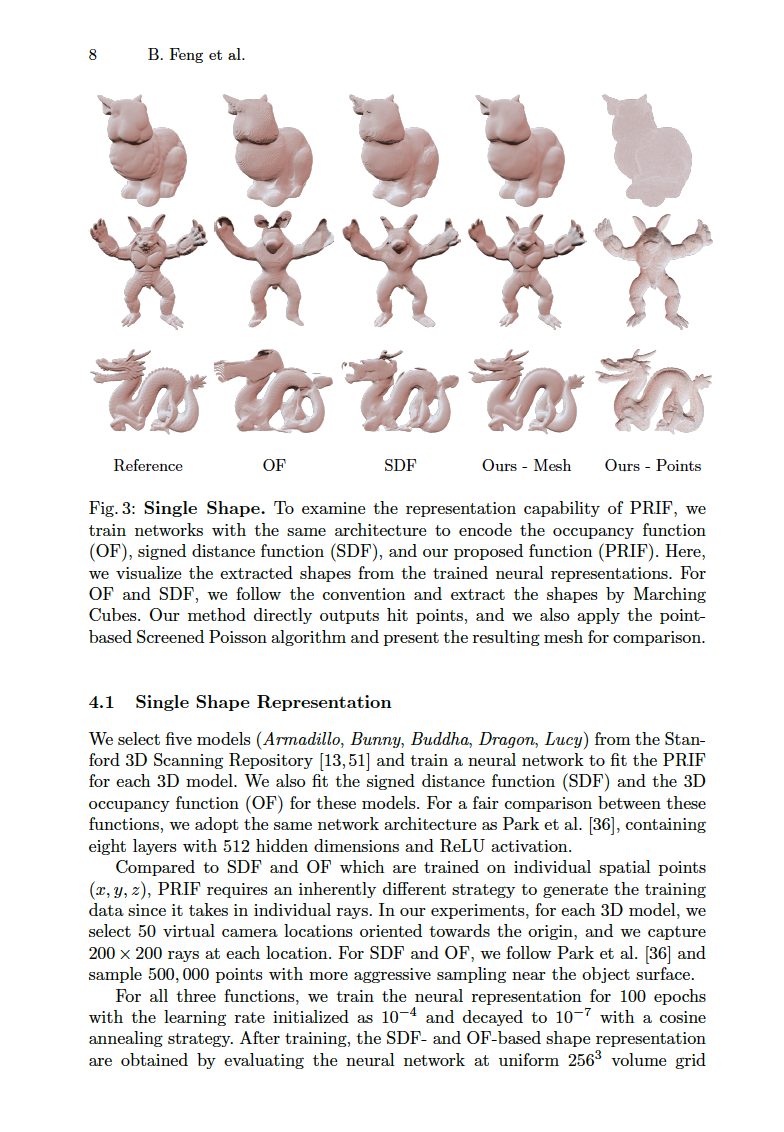 8 B. Feng et al.
Reference OF SDF Ours - Mesh Ours - Points
Fig. 3: Single Shape. To examine the representation capability of PRIF, we
train networks with the same architecture to encode the occupancy function
(OF), signed distance function (SDF), and our proposed function (PRIF). Here,
we visualize the extracted shapes from the trained neural representations. For
OF and SDF, we follow the convention and extract the shapes by Marching
Cubes. Our method directly outputs hit points, and we also apply the point-
based Screened Poisson algorithm and present the resulting mesh for comparison.
4.1 Single Shape Representation
We select five models (Armadillo, Bunny, Buddha, Dragon, Lucy) from the Stan-
ford 3D Scanning Repository [13,51] and train a neural network to fit the PRIF
for each 3D model. We also fit the signed distance function (SDF) and the 3D
occupancy function (OF) for these models. For a fair comparison between these
functions, we adopt the same network architecture as Park et al. [36], containing
eight layers with 512 hidden dimensions and ReLU activation.
Compared to SDF and OF which are trained on individual spatial points
(x, y, z), PRIF requires an inherently different strategy to generate the training
data since it takes in individual rays. In our experiments, for each 3D model, we
select 50 virtual camera locations oriented towards the origin, and we capture
200 × 200 rays at each location. For SDF and OF, we follow Park et al. [36] and
sample 500, 000 points with more aggressive sampling near the object surface.
For all three functions, we train the neural representation for 100 epochs
with the learning rate initialized as 10⁻⁴ and decayed to 10⁻⁷ with a cosine
annealing strategy. After training, the SDF- and OF-based shape representation
are obtained by evaluating the neural network at uniform 256³ volume grid